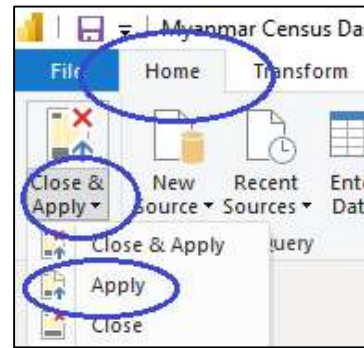 Myanmar Census Da
File Home Transform
Close & New Recent Ent
Apply Source Sources Dat
Close & Apply uery
Apply
Close